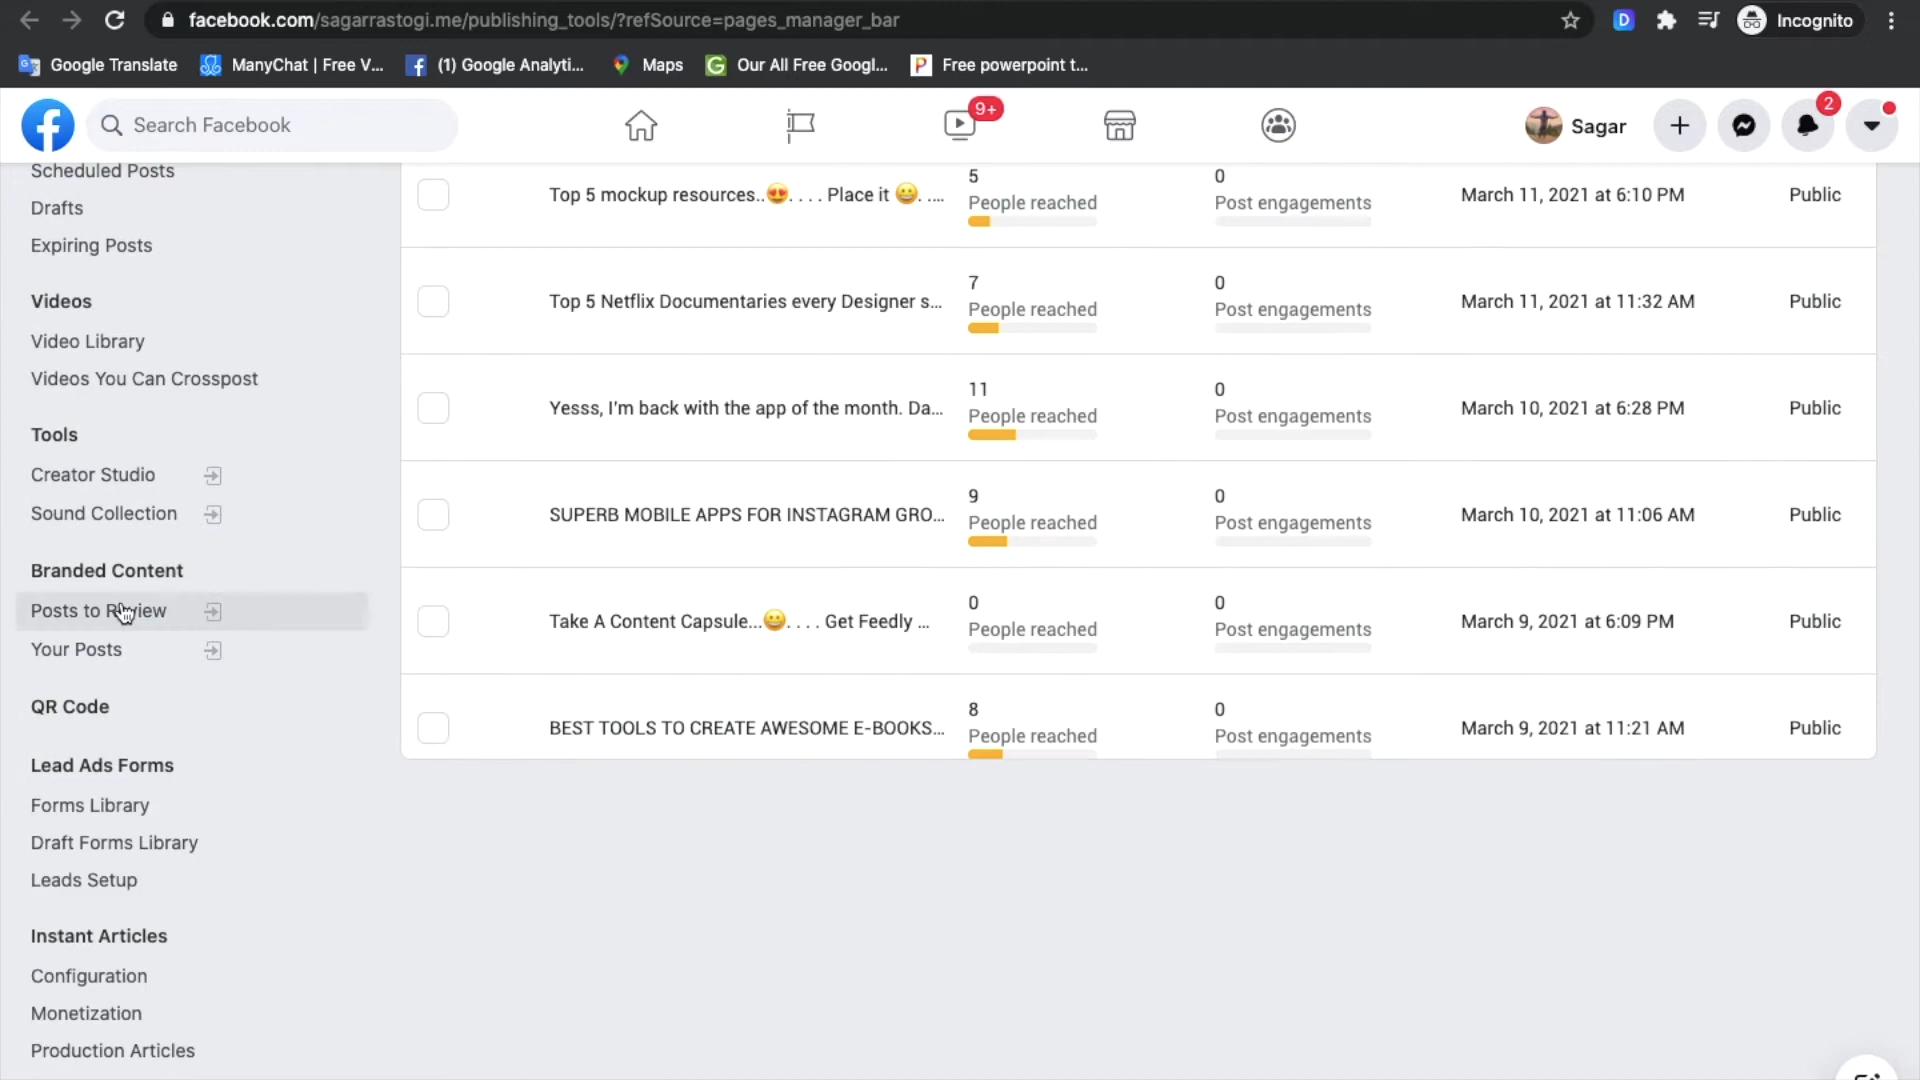 facebook.com/sagarrastogi.me/publishing_tools/?refSource=pages_manager_bar
D
Incognito
Google Translate
ManyChat | Free V...
(1) Google Analyti...
Maps
Our All Free Googl...
Free powerpoint t...
Search Facebook
9+
Sagar
2
Scheduled Posts
Drafts
Expiring Posts
Videos
Video Library
Videos You Can Crosspost
Tools
Creator Studio
Sound Collection
Branded Content
Posts to Review
Your Posts
QR Code
Lead Ads Forms
Forms Library
Draft Forms Library
Leads Setup
Instant Articles
Configuration
Monetization
Production Articles
Top 5 mockup resources..😍. . . . Place it 😀. ....
5
People reached
0
Post engagements
March 11, 2021 at 6:10 PM
Public
Top 5 Netflix Documentaries every Designer s...
7
People reached
0
Post engagements
March 11, 2021 at 11:32 AM
Public
Yesss, I'm back with the app of the month. Da...
11
People reached
0
Post engagements
March 10, 2021 at 6:28 PM
Public
SUPERB MOBILE APPS FOR INSTAGRAM GRO...
9
People reached
0
Post engagements
March 10, 2021 at 11:06 AM
Public
Take A Content Capsule...😀. . . . Get Feedly ...
0
People reached
0
Post engagements
March 9, 2021 at 6:09 PM
Public
BEST TOOLS TO CREATE AWESOME E-BOOKS...
8
People reached
0
Post engagements
March 9, 2021 at 11:21 AM
Public